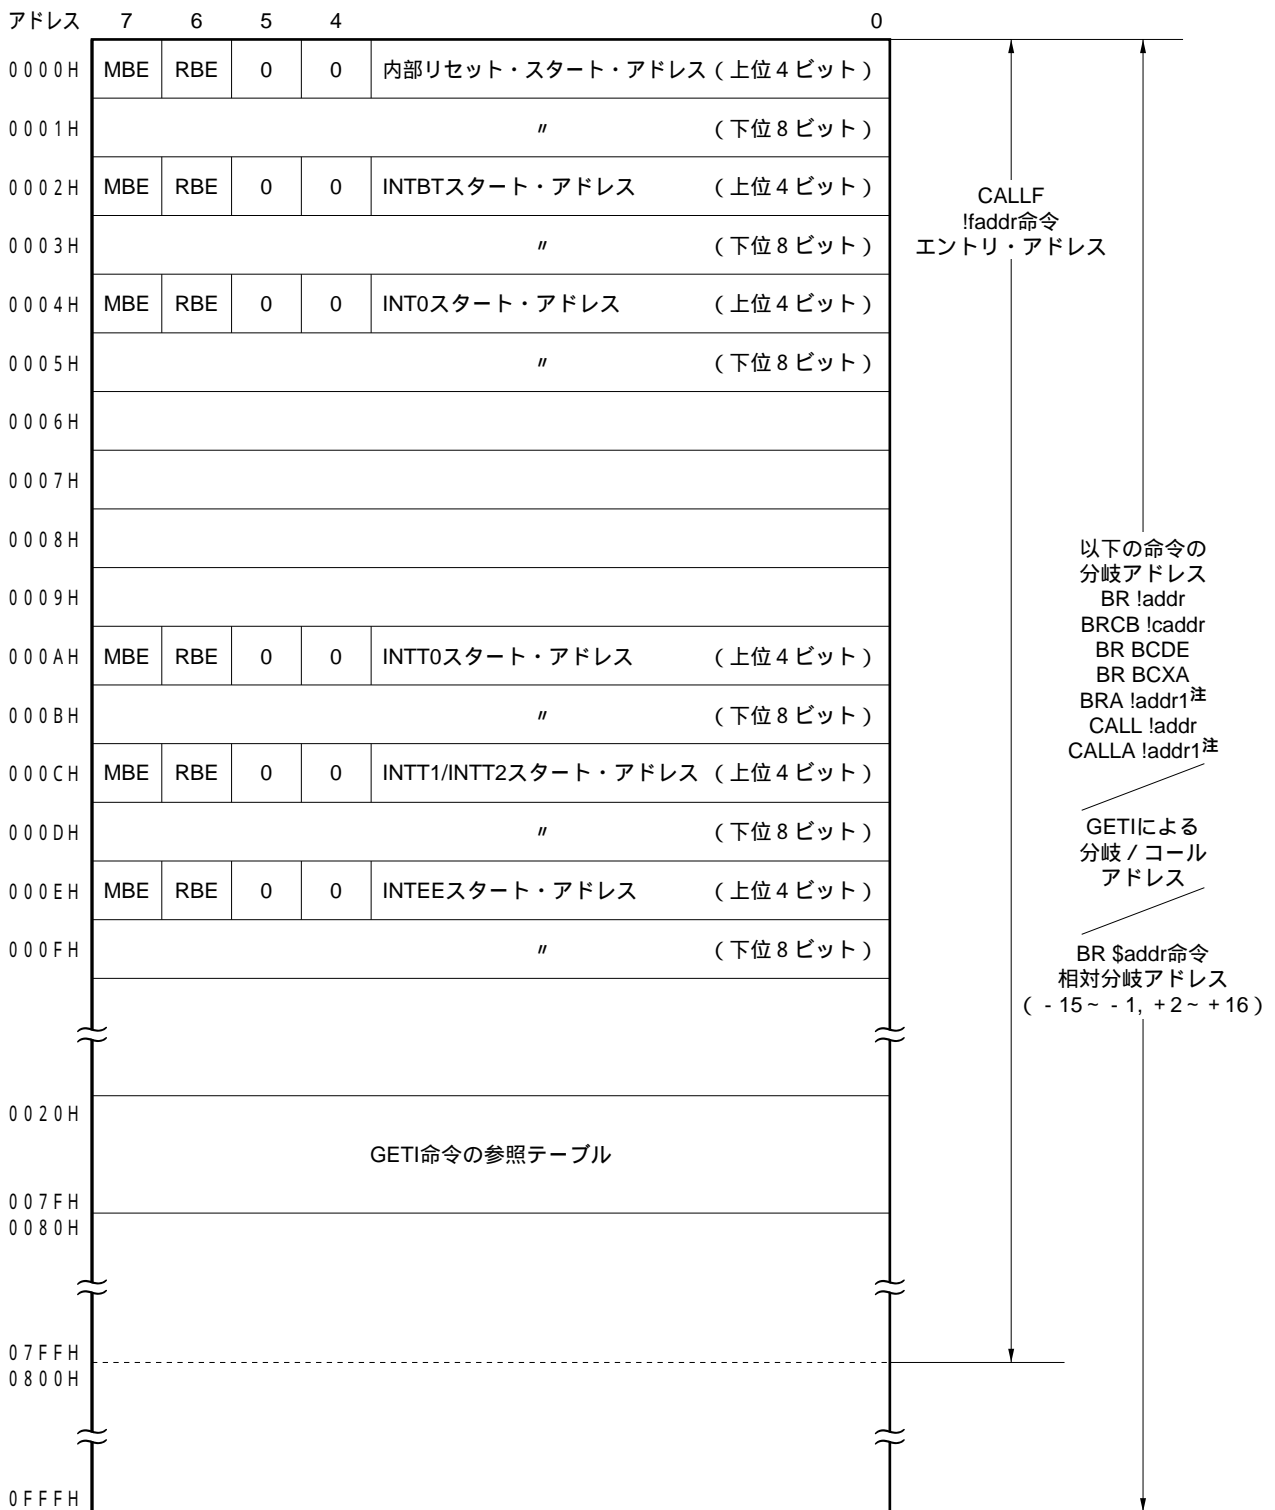 アドレス 7 6 5 4 0
0000H MBE RBE 0 0 内部リセット・スタート・アドレス(上位4ビット)
0001H 〃 (下位8ビット)
0002H MBE RBE 0 0 INTBTスタート・アドレス (上位4ビット)
0003H 〃 (下位8ビット)
0004H MBE RBE 0 0 INT0スタート・アドレス (上位4ビット)
0005H 〃 (下位8ビット)
0006H
0007H
0008H
0009H
000AH MBE RBE 0 0 INTT0スタート・アドレス (上位4ビット)
000BH 〃 (下位8ビット)
000CH MBE RBE 0 0 INTT1/INTT2スタート・アドレス (上位4ビット)
000DH 〃 (下位8ビット)
000EH MBE RBE 0 0 INTEEスタート・アドレス (上位4ビット)
000FH 〃 (下位8ビット)
0020H
GETI命令の参照テーブル
007FH
0080H
07FFH
0800H
0FFFH
CALLF
!faddr命令
エントリ・アドレス
以下の命令の
分岐アドレス
BR !addr
BRCB !caddr
BR BCDE
BR BCXA
BRA !addr1注
CALL !addr
CALLA !addr1注
GETIによる
分岐/コール
アドレス
BR $addr命令
相対分岐アドレス
(-15~-1, +2~+16)